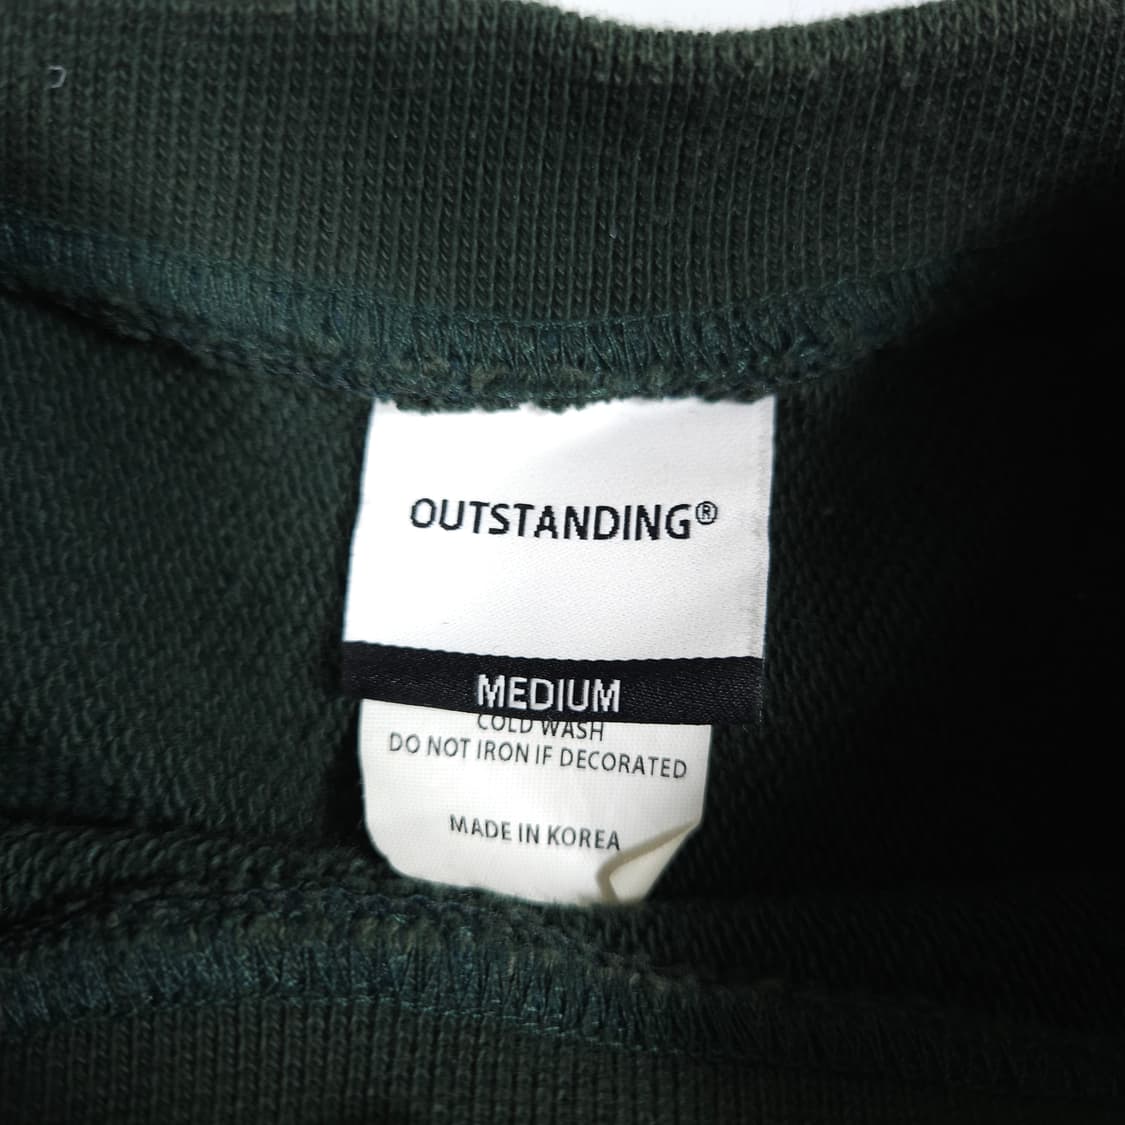 OUTSTANDING®
MEDIUM
COLD WASH
DO NOT IRON IF DECORATED
MADE IN KOREA